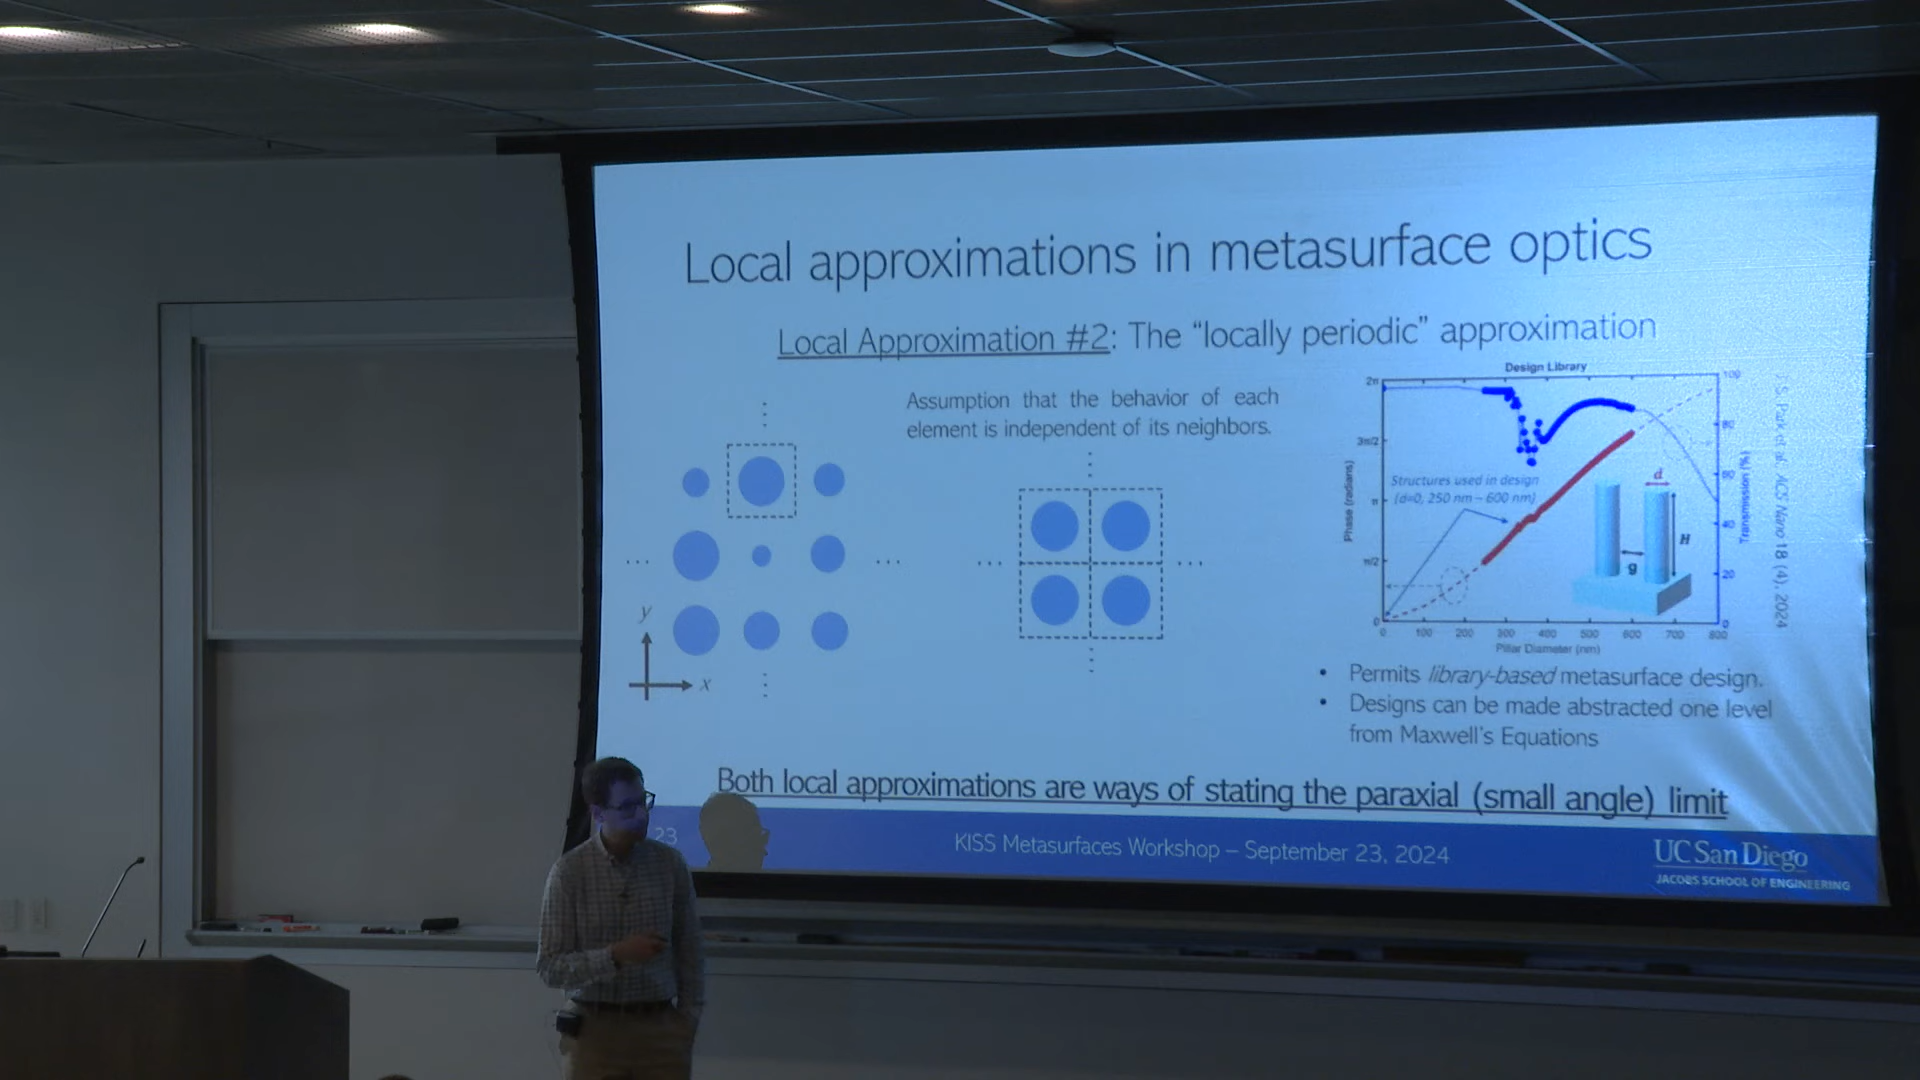 Local approximations in metasurface optics
Local Approximation #2: The “locally periodic” approximation
Assumption that the behavior of each
element is independent of its neighbors.
y
x
Design Library
2π
3π/2
π
π/2
0
Phase (radians)
Structures used in design
(d=0, 250 nm – 600 nm)
d
H
g
100
80
60
40
20
0
Transmission (%)
0 100 200 300 400 500 600 700 800
Pillar Diameter (nm)
J. S. Park et al., ACS Nano 18 (4), 2024
• Permits library-based metasurface design.
• Designs can be made abstracted one level
from Maxwell's Equations
Both local approximations are ways of stating the paraxial (small angle) limit
23
KISS Metasurfaces Workshop – September 23, 2024
UC San Diego
JACOBS SCHOOL OF ENGINEERING